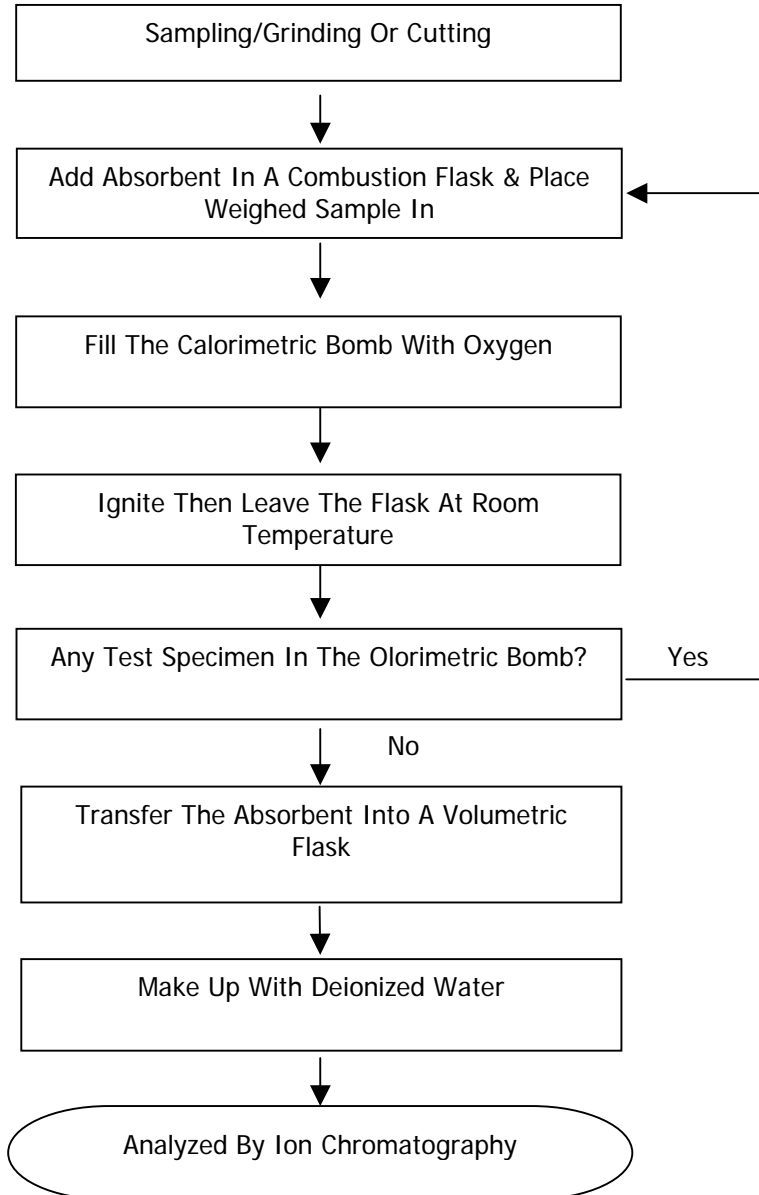 Sampling/Grinding Or Cutting
Add Absorbent In A Combustion Flask & Place
Weighed Sample In
Fill The Calorimetric Bomb With Oxygen
Ignite Then Leave The Flask At Room
Temperature
Any Test Specimen In The Olorimetric Bomb?
Yes
No
Transfer The Absorbent Into A Volumetric
Flask
Make Up With Deionized Water
Analyzed By Ion Chromatography